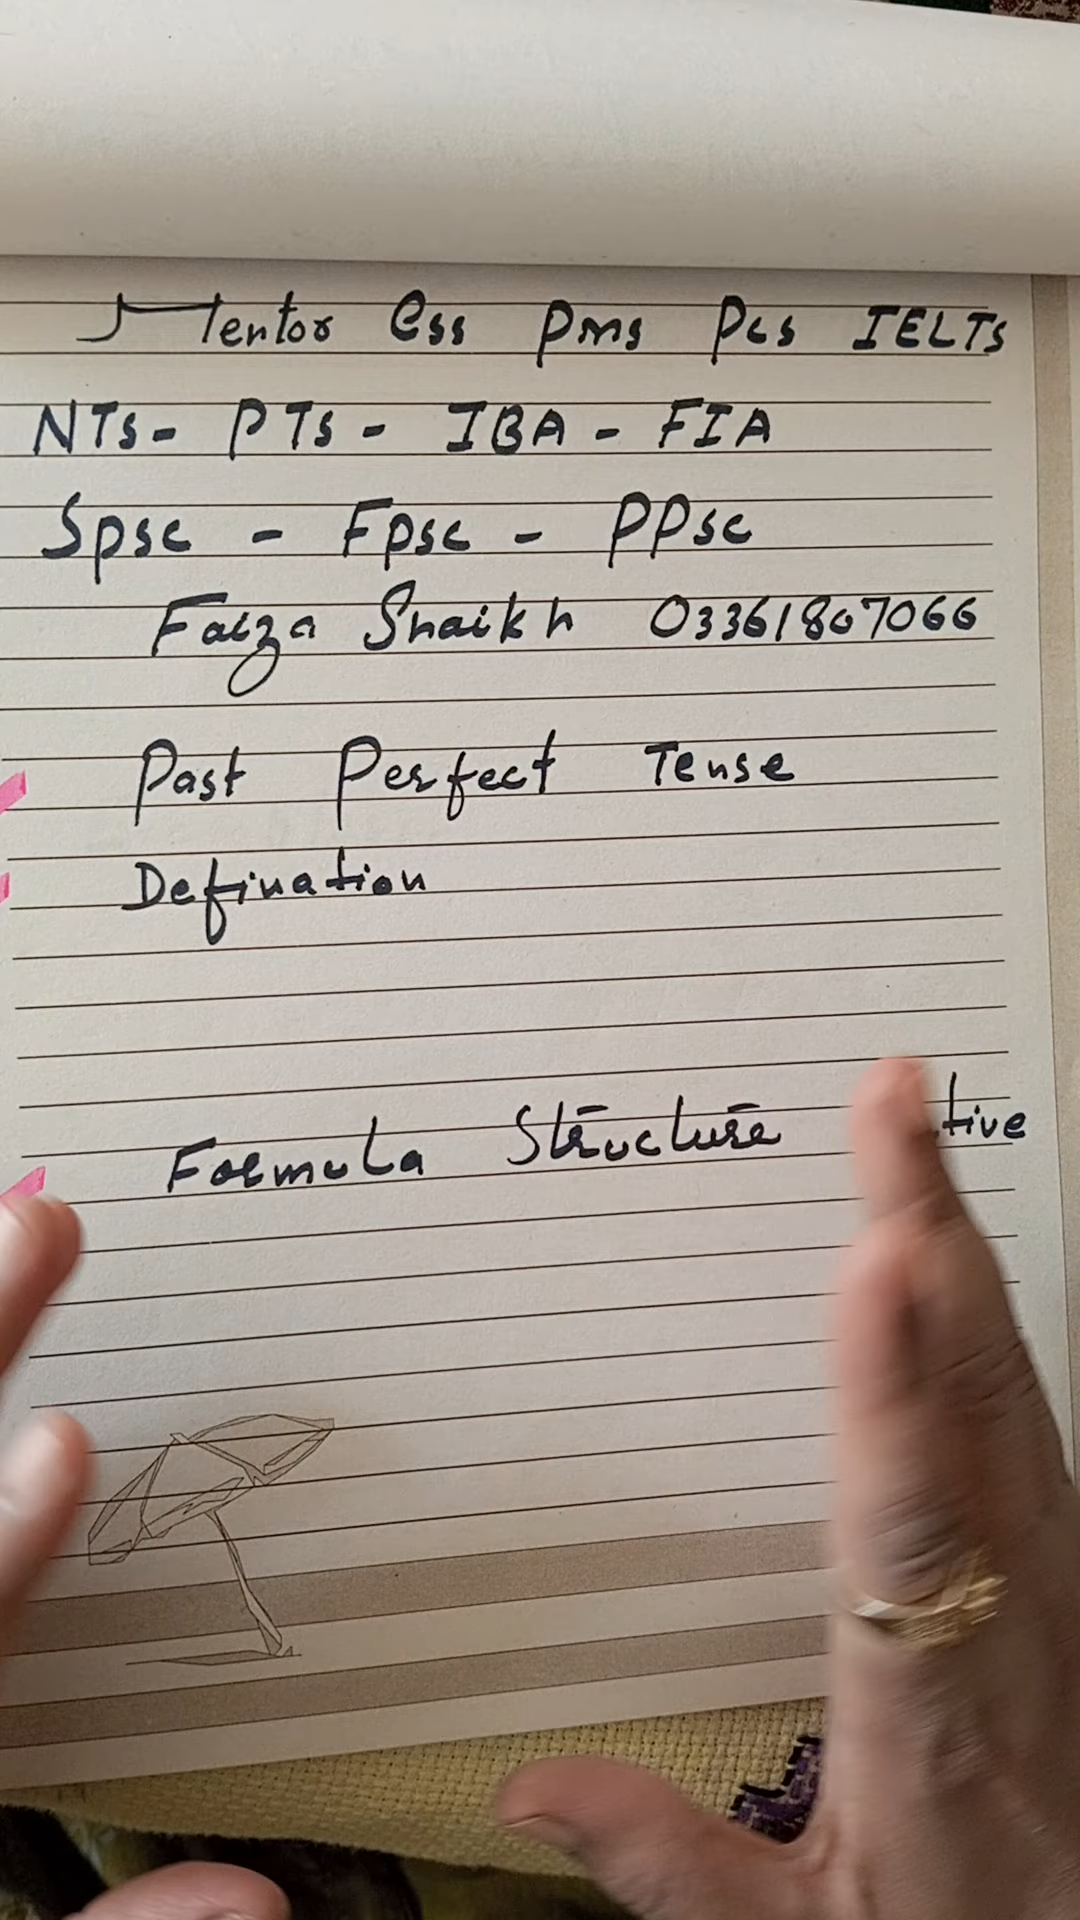 Mentor Css Pms Pcs IELTS
NTS- PTS- IBA - FIA
Spsc - Fpsc - PPsc
Faiza Shaikh 03361807066
Past Perfect Tense
Defination
Formula Structure